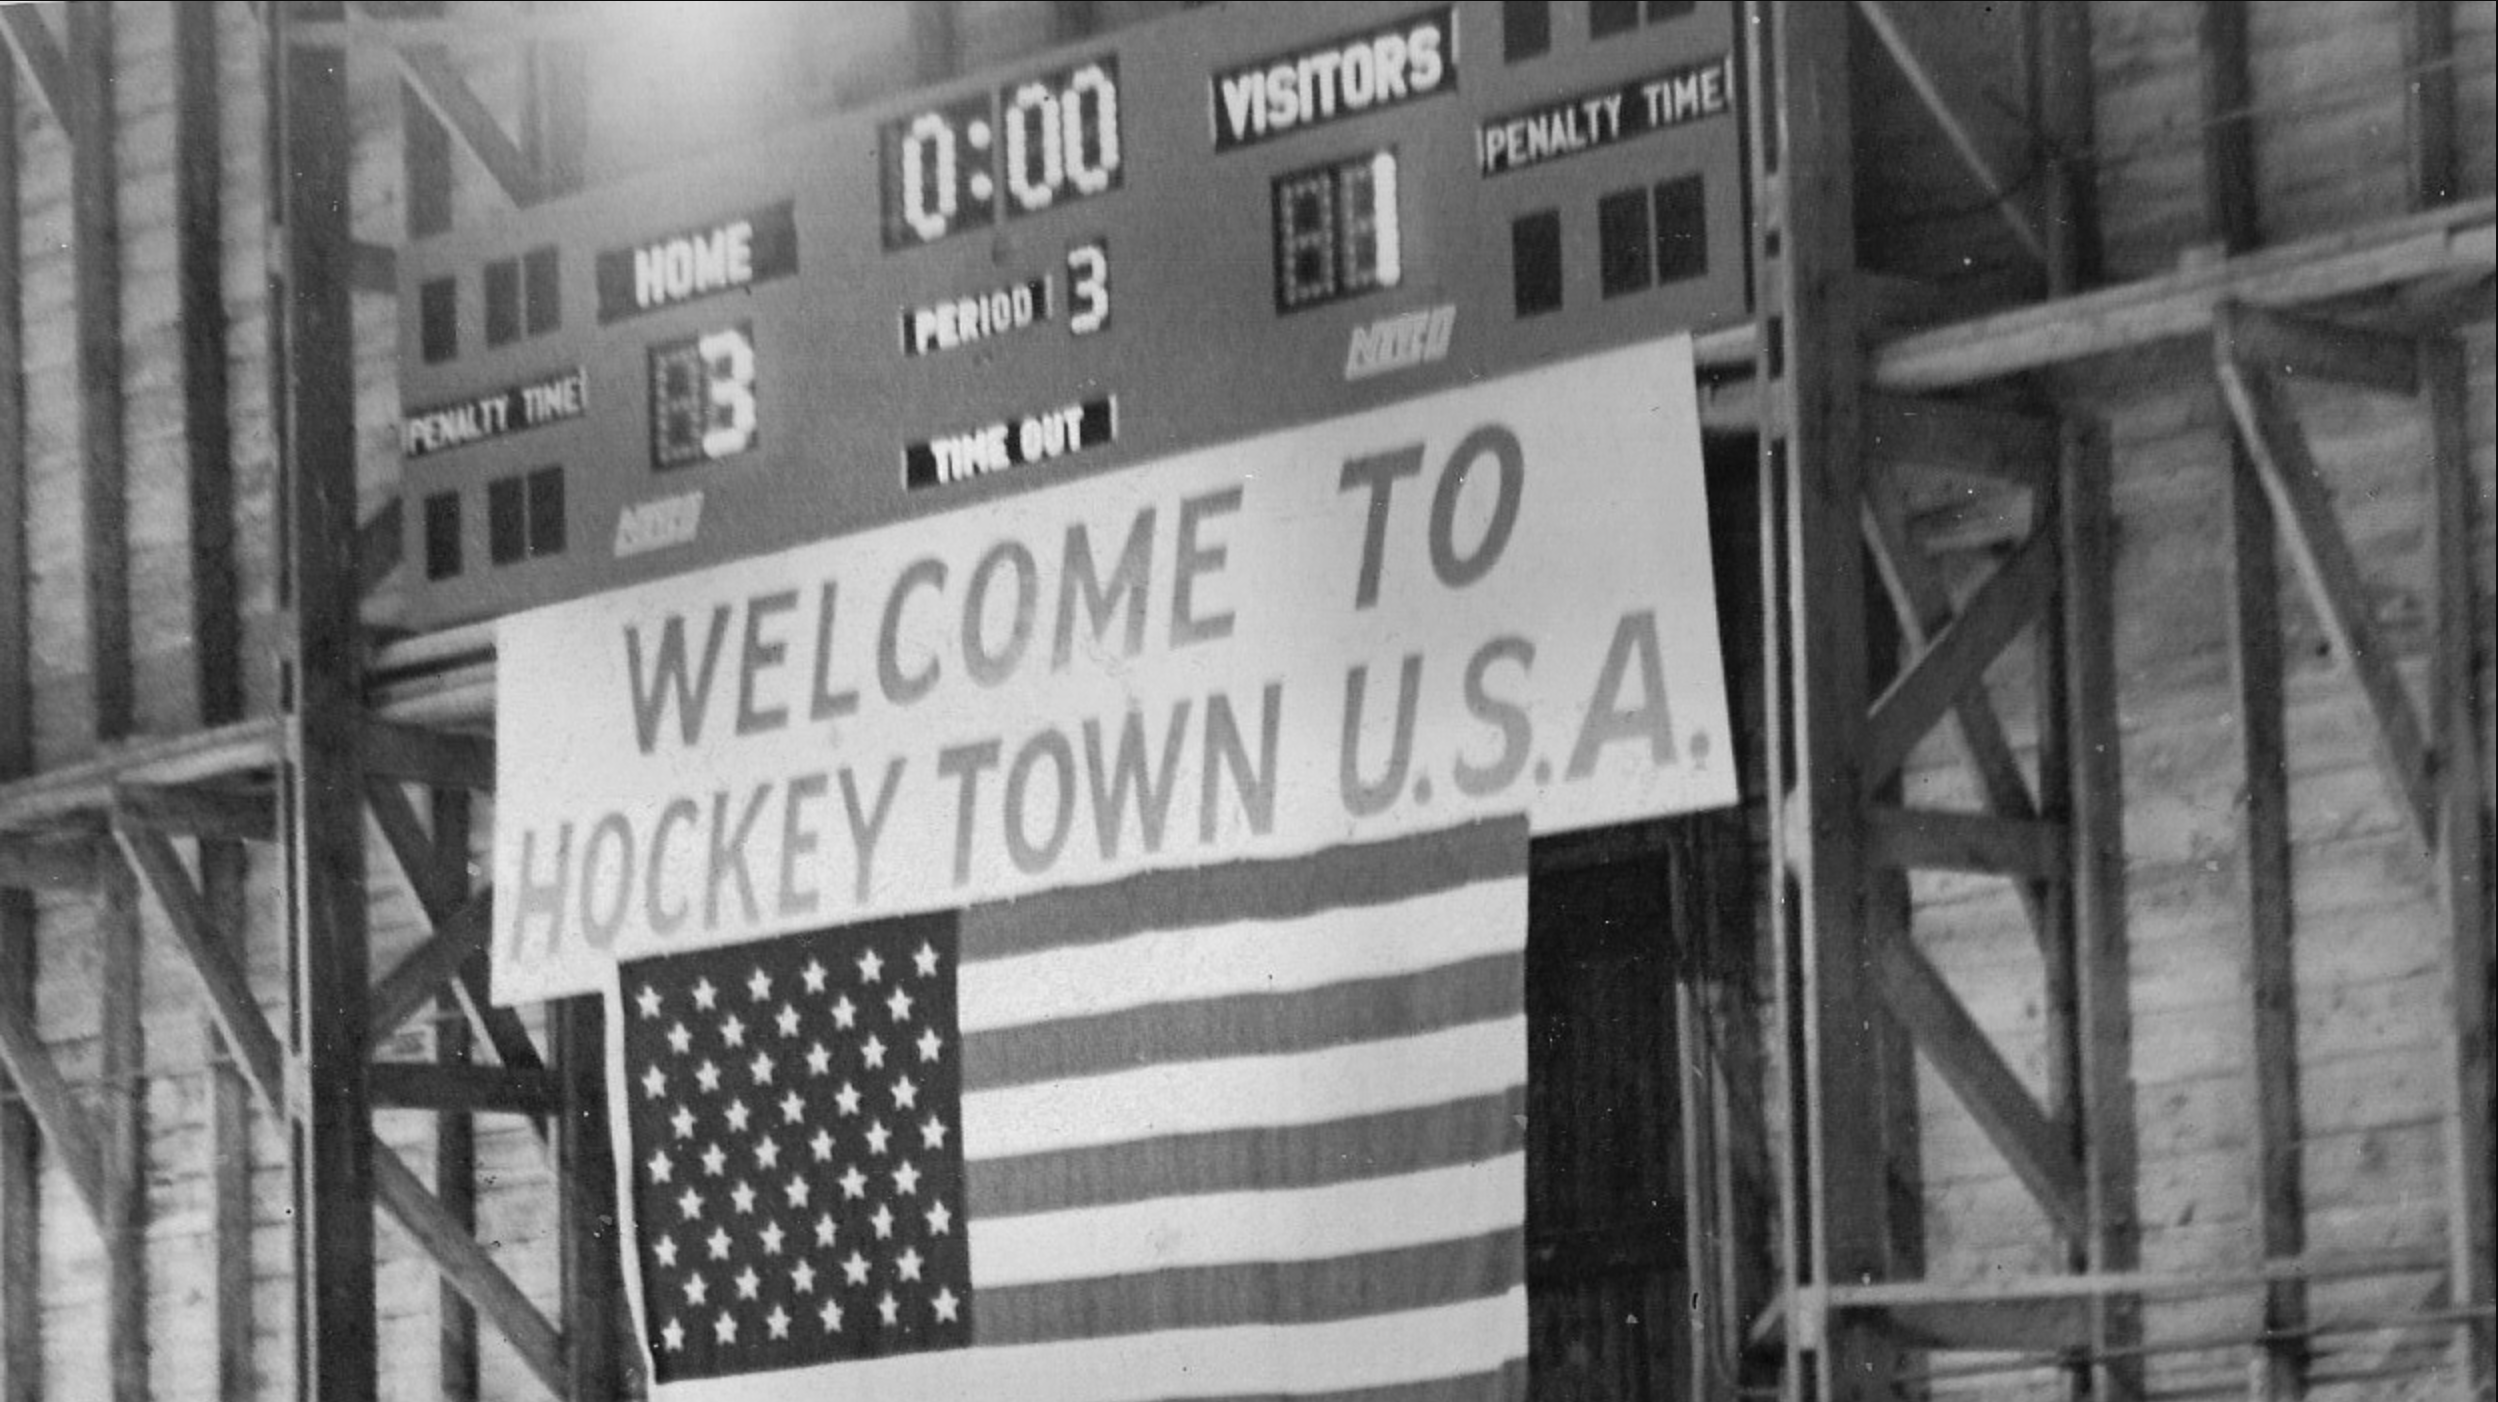 0:00
VISITORS
PENALTY TIME
HOME
1
PERIOD 3
3
PENALTY TIME
TIME OUT
WELCOME TO
HOCKEY TOWN U.S.A.